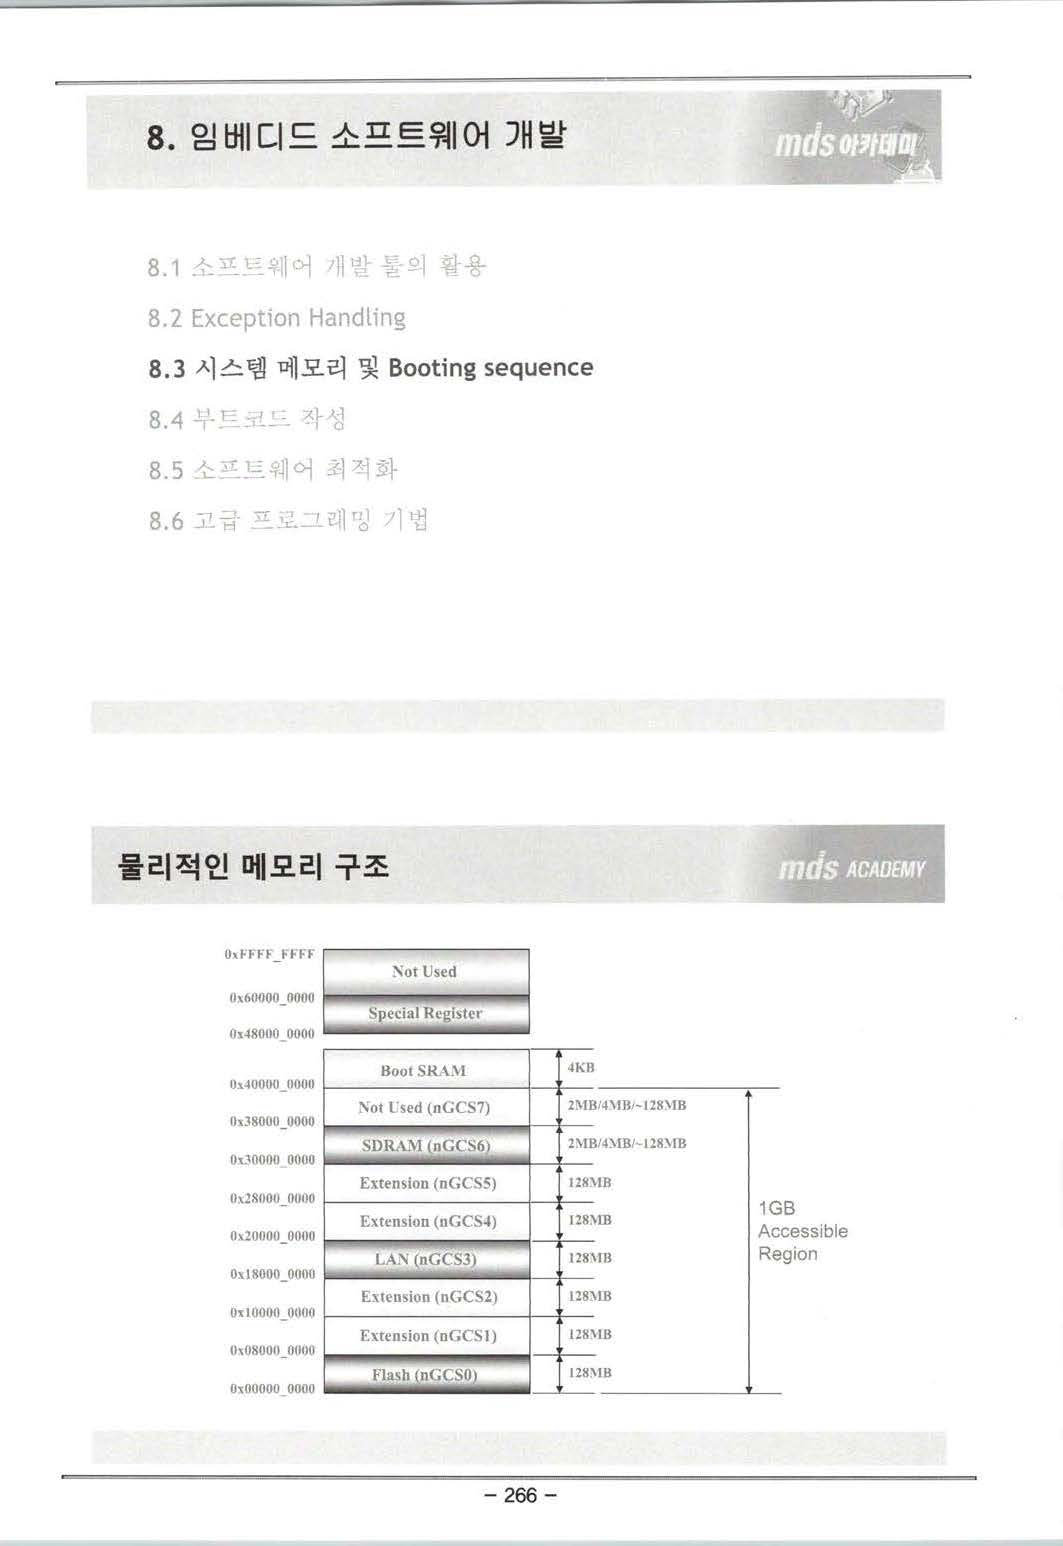 8. 임베디드 소프트웨어 개발
mds 아카데미
8.1 소프트웨어 개발 툴의 활용
8.2 Exception Handling
8.3 시스템 메모리 및 Booting sequence
8.4 부트코드 작성
8.5 소프트웨어 최적화
8.6 고급 프로그래밍 기법
물리적인 메모리 구조
mds ACADEMY
0xFFFF_FFFF
Not Used
0x60000_0000
Special Register
0x48000_0000
Boot SRAM
4KB
0x40000_0000
Not Used (nGCS7)
2MB/4MB/~128MB
0x38000_0000
SDRAM (nGCS6)
2MB/4MB/~128MB
0x30000_0000
Extension (nGCS5)
128MB
0x28000_0000
Extension (nGCS4)
128MB
1GB
Accessible
Region
0x20000_0000
LAN (nGCS3)
128MB
0x18000_0000
Extension (nGCS2)
128MB
0x10000_0000
Extension (nGCS1)
128MB
0x08000_0000
Flash (nGCS0)
128MB
0x00000_0000
- 266 -